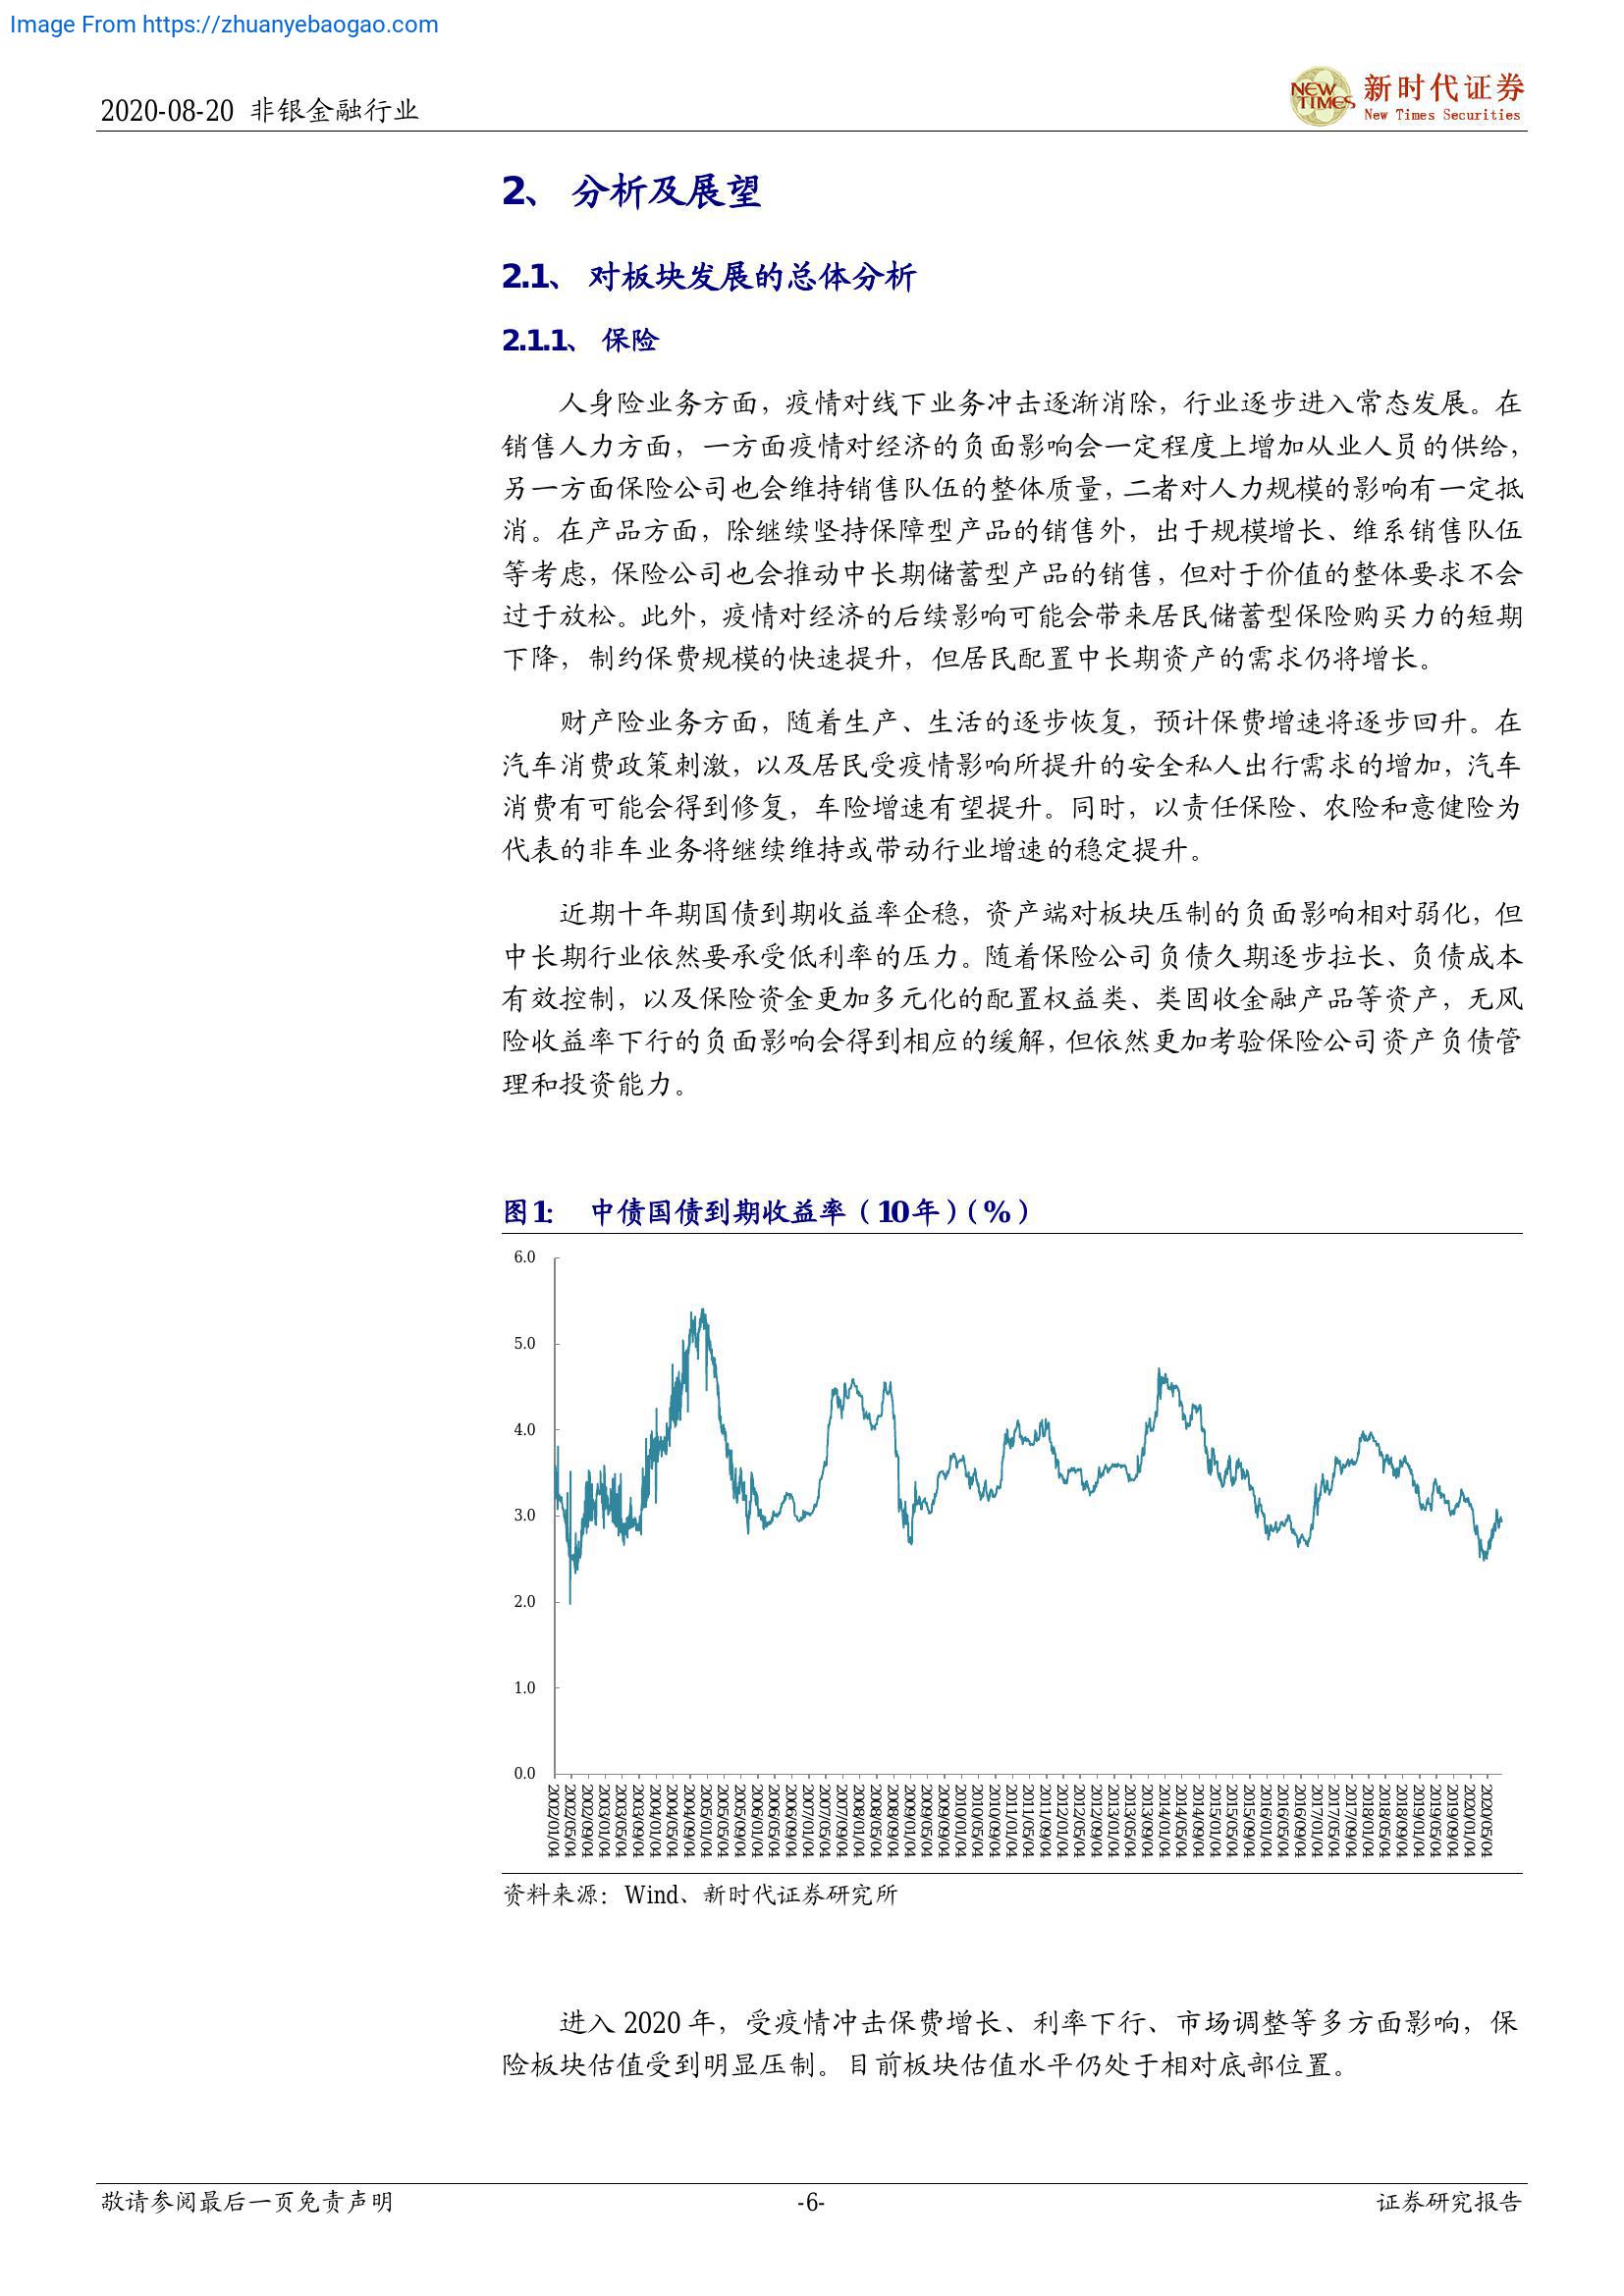 Image From https://zhuanyebaogao.com
2020-08-20 非银金融行业
NEW TIMES
新时代证券
New Times Securities
2、 分析及展望
2.1、 对板块发展的总体分析
2.1.1、 保险
人身险业务方面，疫情对线下业务冲击逐渐消除，行业逐步进入常态发展。在
销售人力方面，一方面疫情对经济的负面影响会一定程度上增加从业人员的供给，
另一方面保险公司也会维持销售队伍的整体质量，二者对人力规模的影响有一定抵
消。在产品方面，除继续坚持保障型产品的销售外，出于规模增长、维系销售队伍
等考虑，保险公司也会推动中长期储蓄型产品的销售，但对于价值的整体要求不会
过于放松。此外，疫情对经济的后续影响可能会带来居民储蓄型保险购买力的短期
下降，制约保费规模的快速提升，但居民配置中长期资产的需求仍将增长。
财产险业务方面，随着生产、生活的逐步恢复，预计保费增速将逐步回升。在
汽车消费政策刺激，以及居民受疫情影响所提升的安全私人出行需求的增加，汽车
消费有可能会得到修复，车险增速有望提升。同时，以责任保险、农险和意健险为
代表的非车业务将继续维持或带动行业增速的稳定提升。
近期十年期国债到期收益率企稳，资产端对板块压制的负面影响相对弱化，但
中长期行业依然要承受低利率的压力。随着保险公司负债久期逐步拉长、负债成本
有效控制，以及保险资金更加多元化的配置权益类、类固收金融产品等资产，无风
险收益率下行的负面影响会得到相应的缓解，但依然更加考验保险公司资产负债管
理和投资能力。
图1: 中债国债到期收益率（10年）（%）
6.0
5.0
4.0
3.0
2.0
1.0
0.0
2002/01/04
2002/05/04
2002/09/04
2003/01/04
2003/05/04
2003/09/04
2004/01/04
2004/05/04
2004/09/04
2005/01/04
2005/05/04
2005/09/04
2006/01/04
2006/05/04
2006/09/04
2007/01/04
2007/05/04
2007/09/04
2008/01/04
2008/05/04
2008/09/04
2009/01/04
2009/05/04
2009/09/04
2010/01/04
2010/05/04
2010/09/04
2011/01/04
2011/05/04
2011/09/04
2012/01/04
2012/05/04
2012/09/04
2013/01/04
2013/05/04
2013/09/04
2014/01/04
2014/05/04
2014/09/04
2015/01/04
2015/05/04
2015/09/04
2016/01/04
2016/05/04
2016/09/04
2017/01/04
2017/05/04
2017/09/04
2018/01/04
2018/05/04
2018/09/04
2019/01/04
2019/05/04
2019/09/04
2020/01/04
2020/05/04
资料来源：Wind、新时代证券研究所
进入 2020 年，受疫情冲击保费增长、利率下行、市场调整等多方面影响，保
险板块估值受到明显压制。目前板块估值水平仍处于相对底部位置。
敬请参阅最后一页免责声明
-6-
证券研究报告